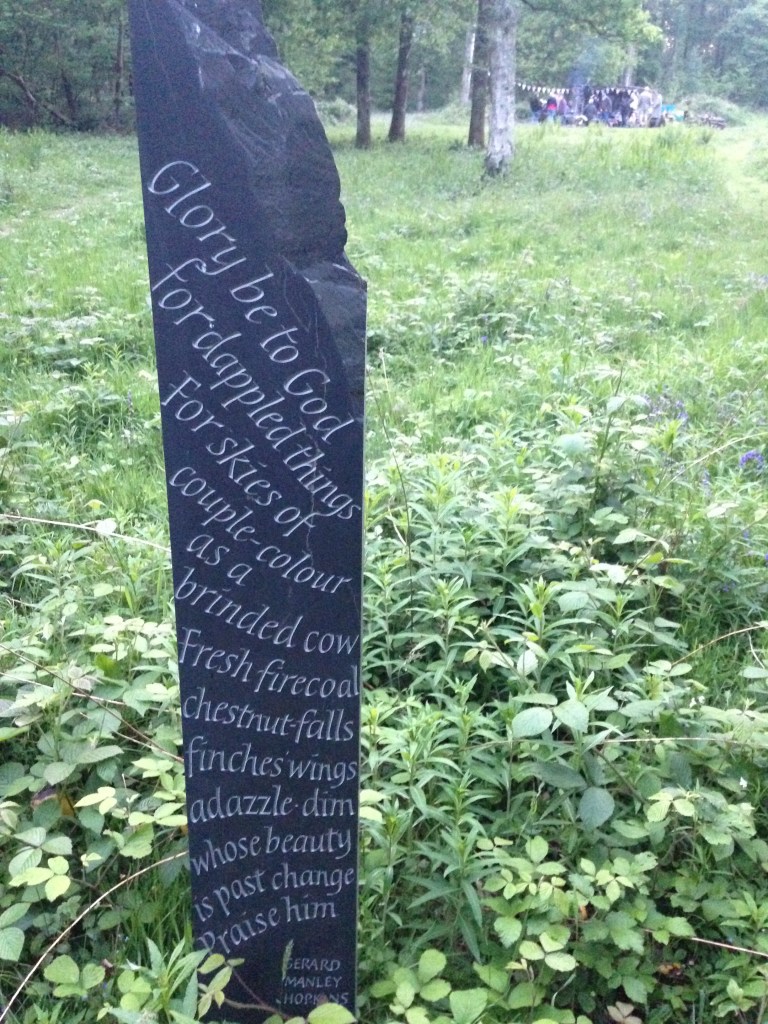 Glory be to God
for dappled things
For skies of
couple-colour
as a
brinded cow
Fresh firecoal
chestnut-falls
finches' wings
adazzle·dim
whose beauty
is past change
Praise him
GERARD
MANLEY
HOPKINS